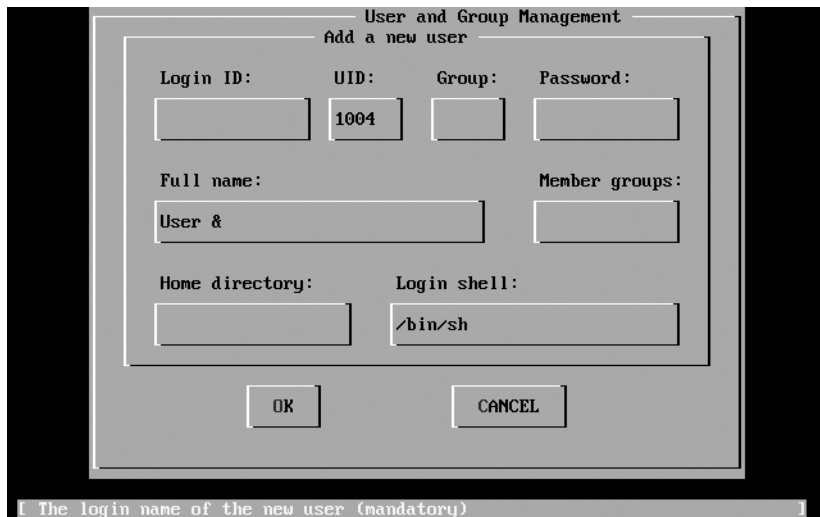 User and Group Management
Add a new user
Login ID: UID: Group: Password:
1004
Full name: Member groups:
User &
Home directory: Login shell:
/bin/sh
OK CANCEL
[ The login name of the new user (mandatory) ]